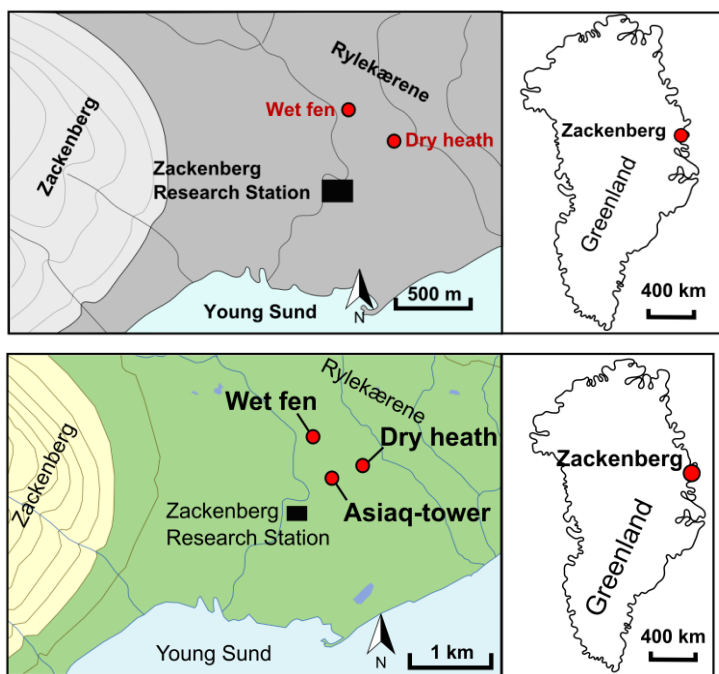 Zackenberg
Rylekærene
Wet fen
Dry heath
Zackenberg
Research Station
Young Sund
N
500 m
Zackenberg
Greenland
400 km
Zackenberg
Rylekærene
Wet fen
Dry heath
Zackenberg
Research Station
Asiaq-tower
Young Sund
N
1 km
Zackenberg
Greenland
400 km